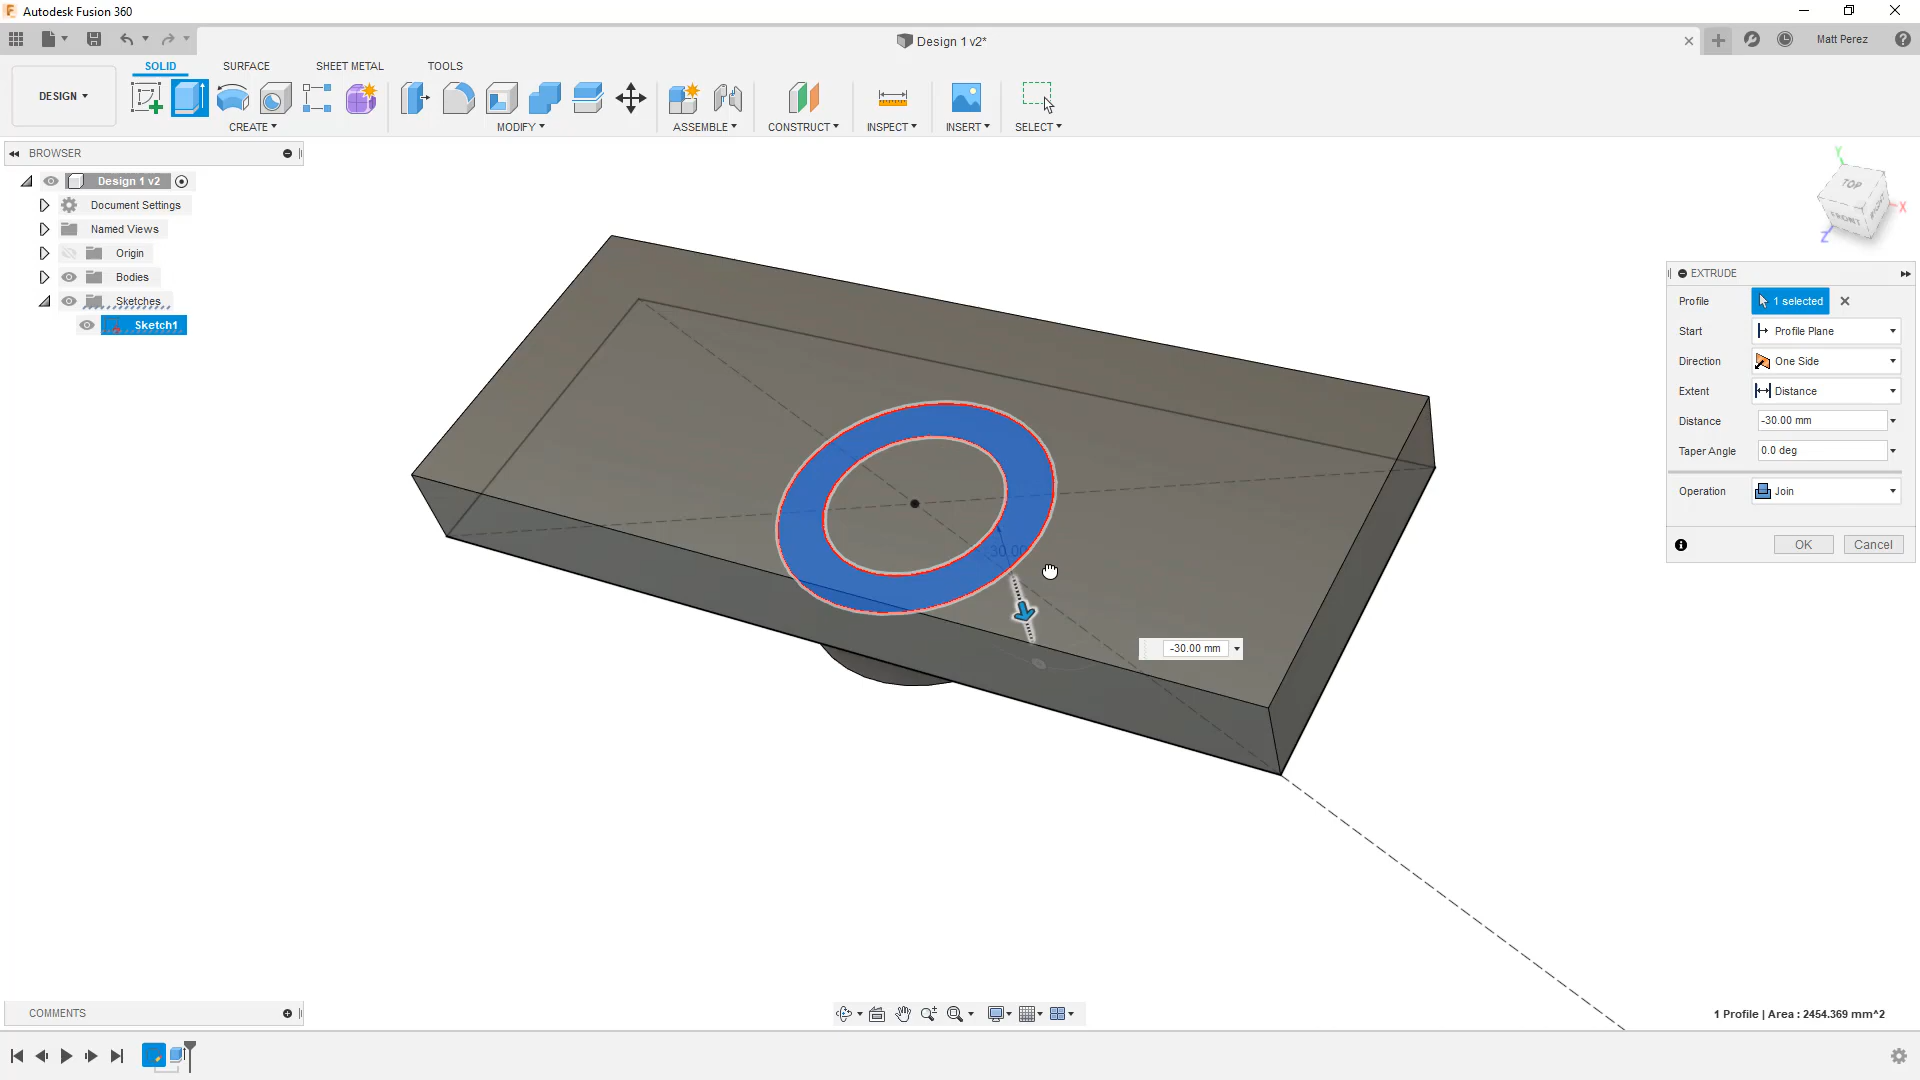 Autodesk Fusion 360
Design 1 v2*
Matt Perez
SOLID SURFACE SHEET METAL TOOLS
DESIGN
CREATE MODIFY ASSEMBLE CONSTRUCT INSPECT INSERT SELECT
BROWSER
Design 1 v2
Document Settings
Named Views
Origin
Bodies
Sketches
Sketch1
TOP
FRONT
Y
X
Z
EXTRUDE
Profile 1 selected
Start Profile Plane
Direction One Side
Extent Distance
Distance -30.00 mm
Taper Angle 0.0 deg
Operation Join
OK Cancel
-30.00 mm
COMMENTS
1 Profile | Area : 2454.369 mm^2